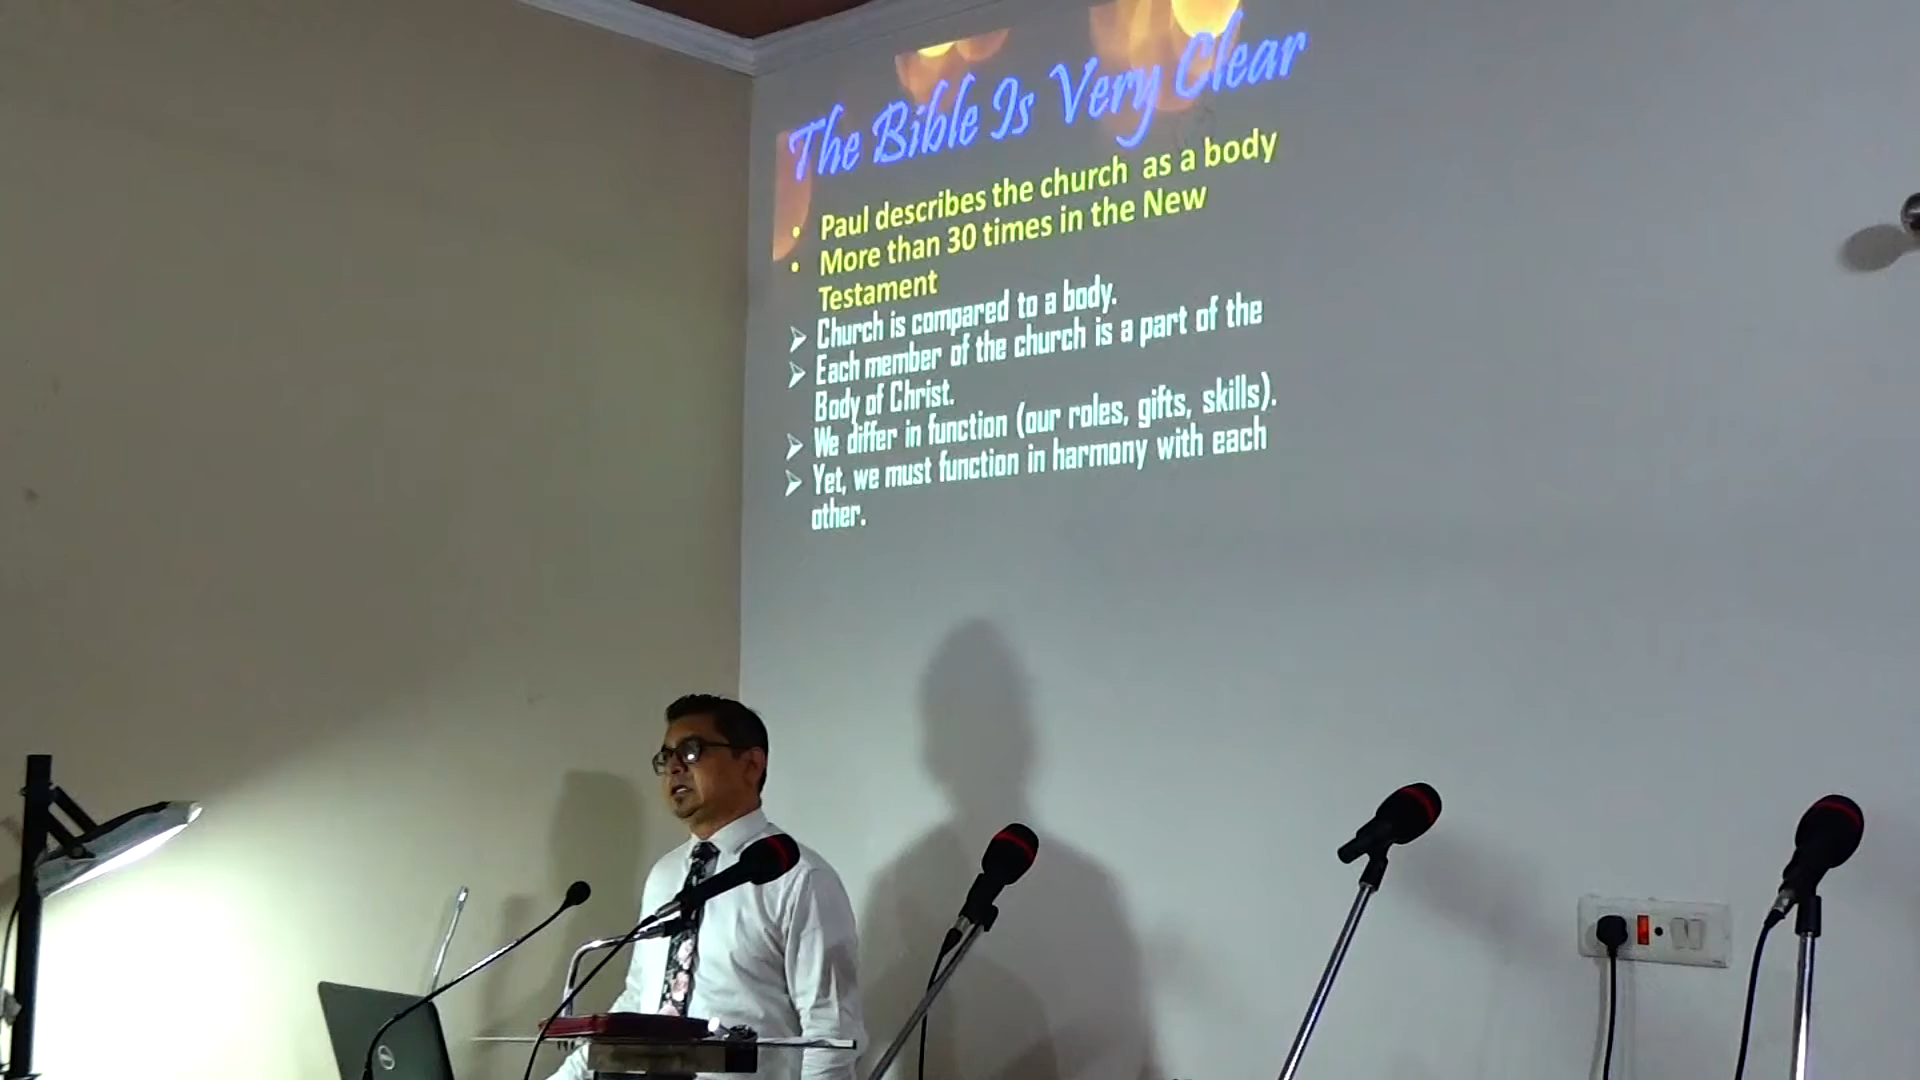 The Bible Is Very Clear
• Paul describes the church as a body
• More than 30 times in the New
Testament
➢ Church is compared to a body.
➢ Each member of the church is a part of the
Body of Christ.
➢ We differ in function (our roles, gifts, skills).
➢ Yet, we must function in harmony with each
other.
DELL